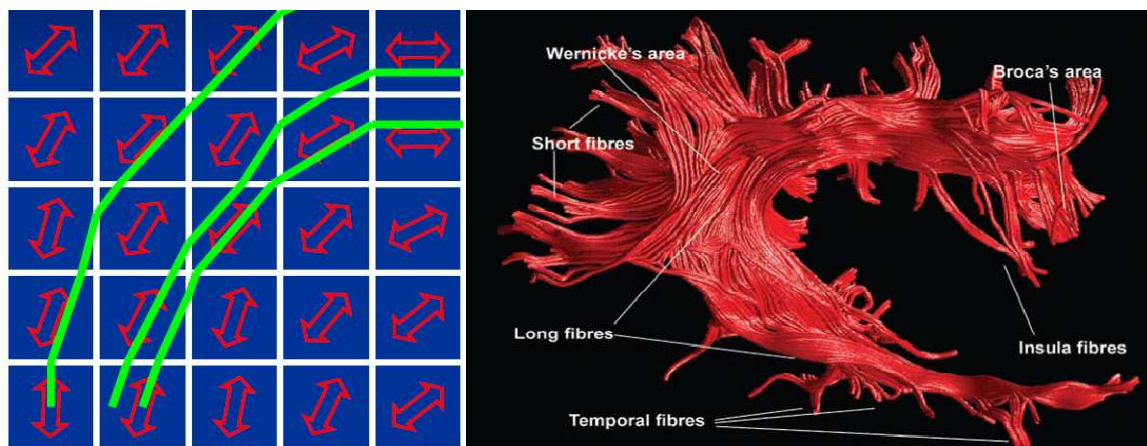 Wernicke's area
Broca's area
Short fibres
Long fibres
Insula fibres
Temporal fibres